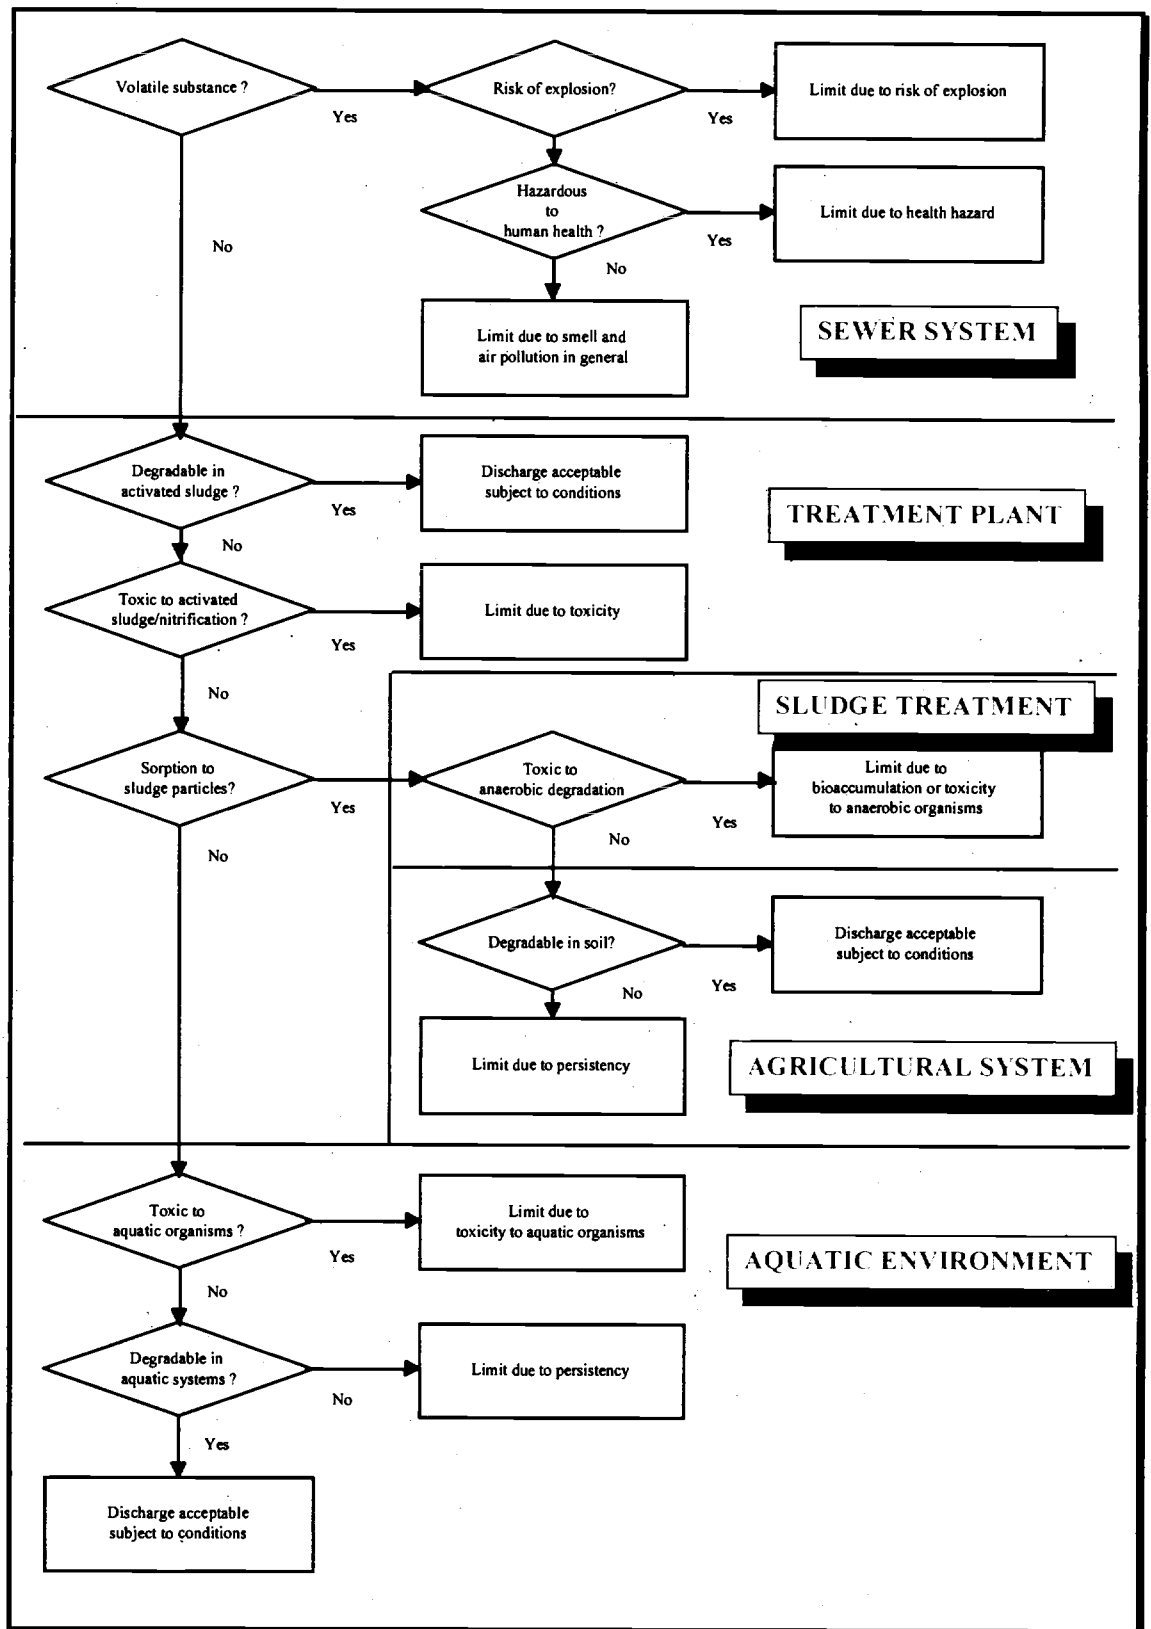 Volatile substance ?
Yes
Risk of explosion?
Yes
Limit due to risk of explosion
Hazardous
to
human health ?
Yes
Limit due to health hazard
No
No
Limit due to smell and
air pollution in general
SEWER SYSTEM
Degradable in
activated sludge ?
Yes
Discharge acceptable
subject to conditions
TREATMENT PLANT
No
Toxic to activated
sludge/nitrification ?
Yes
Limit due to toxicity
No
SLUDGE TREATMENT
Sorption to
sludge particles?
Yes
Toxic to
anaerobic degradation
Yes
Limit due to
bioaccumulation or toxicity
to anaerobic organisms
No
No
Degradable in soil?
Yes
Discharge acceptable
subject to conditions
No
Limit due to persistency
AGRICULTURAL SYSTEM
Toxic to
aquatic organisms ?
Yes
Limit due to
toxicity to aquatic organisms
AQUATIC ENVIRONMENT
No
Degradable in
aquatic systems ?
No
Limit due to persistency
Yes
Discharge acceptable
subject to conditions